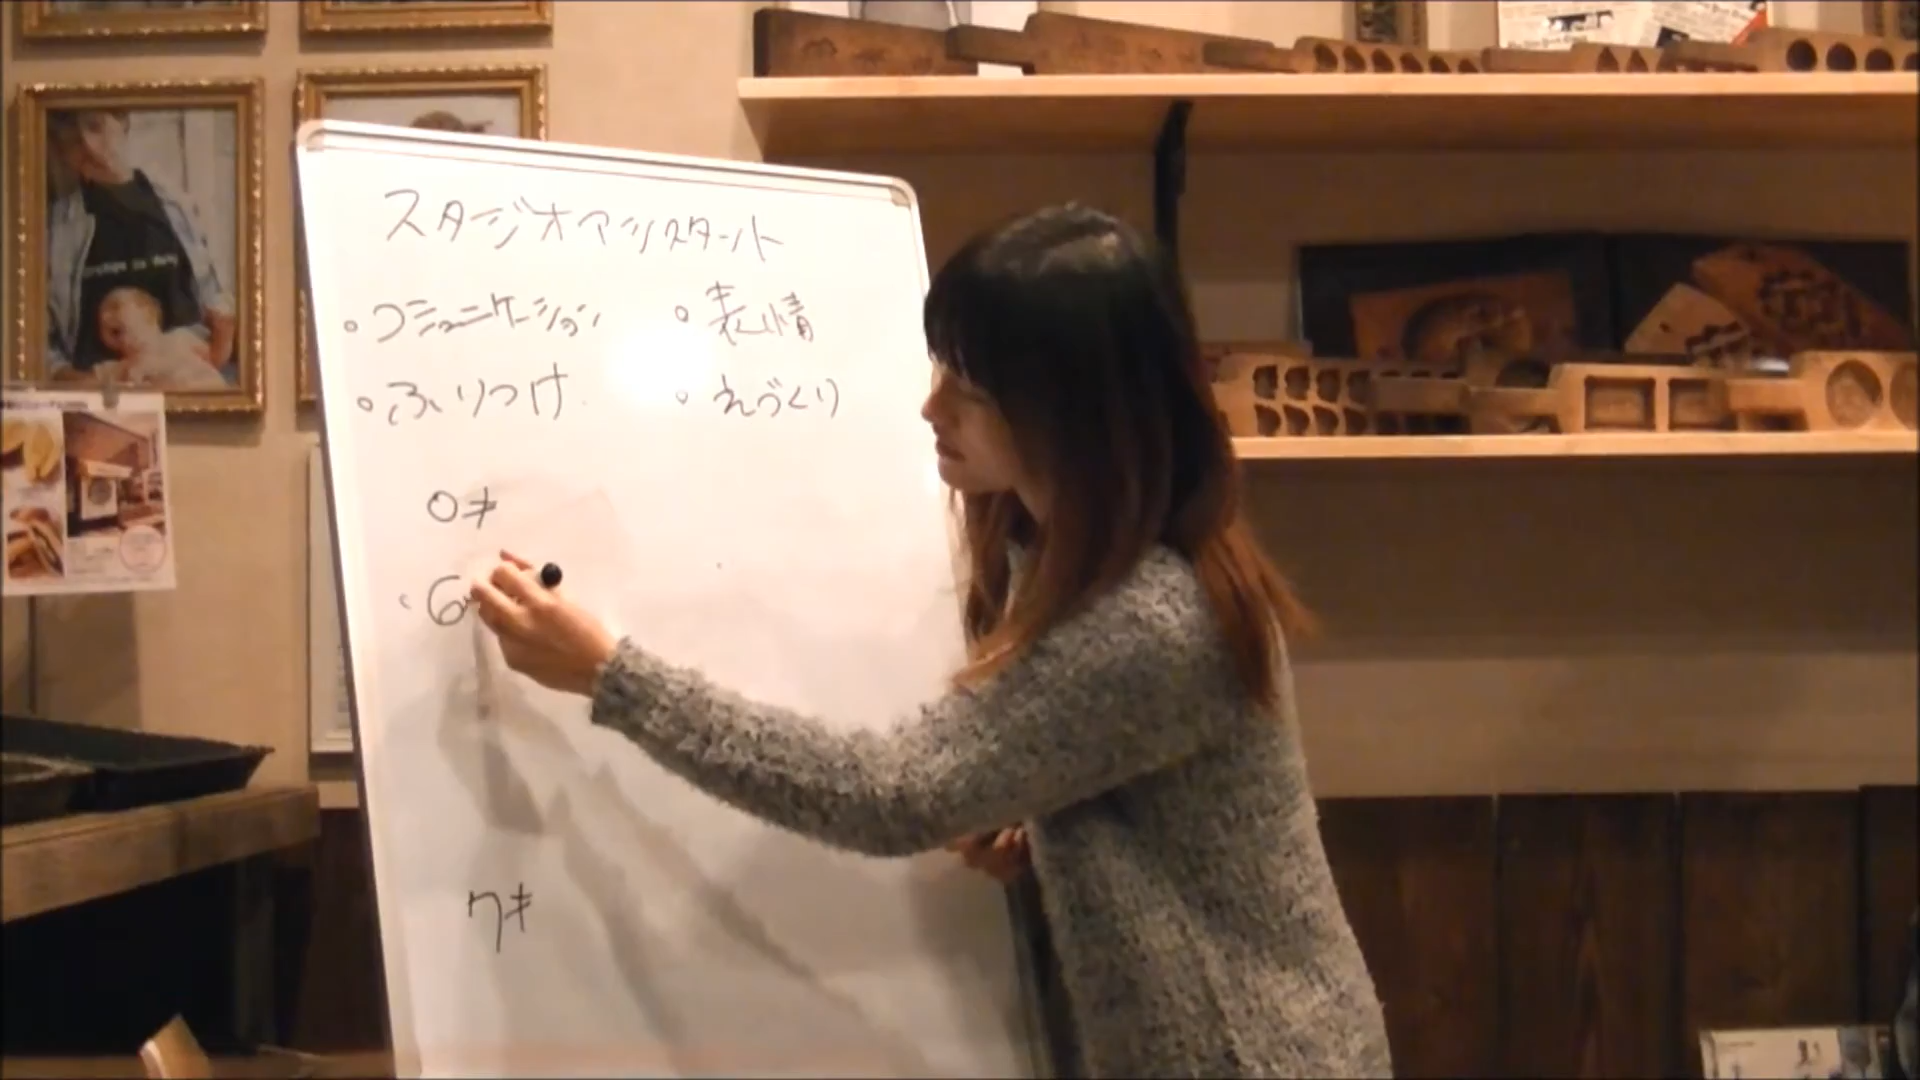 スタジオアシスタント
○コミュニケーション ○表情
○ふりつけ ○えづくり
0才
6
7才